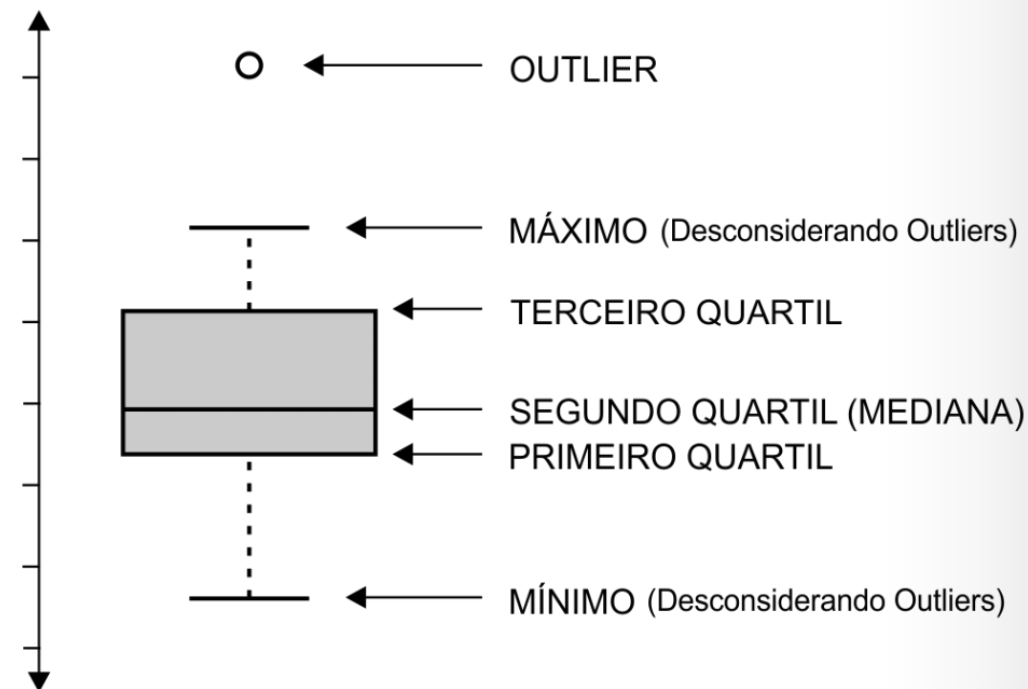 OUTLIER
MÁXIMO (Desconsiderando Outliers)
TERCEIRO QUARTIL
SEGUNDO QUARTIL (MEDIANA)
PRIMEIRO QUARTIL
MÍNIMO (Desconsiderando Outliers)